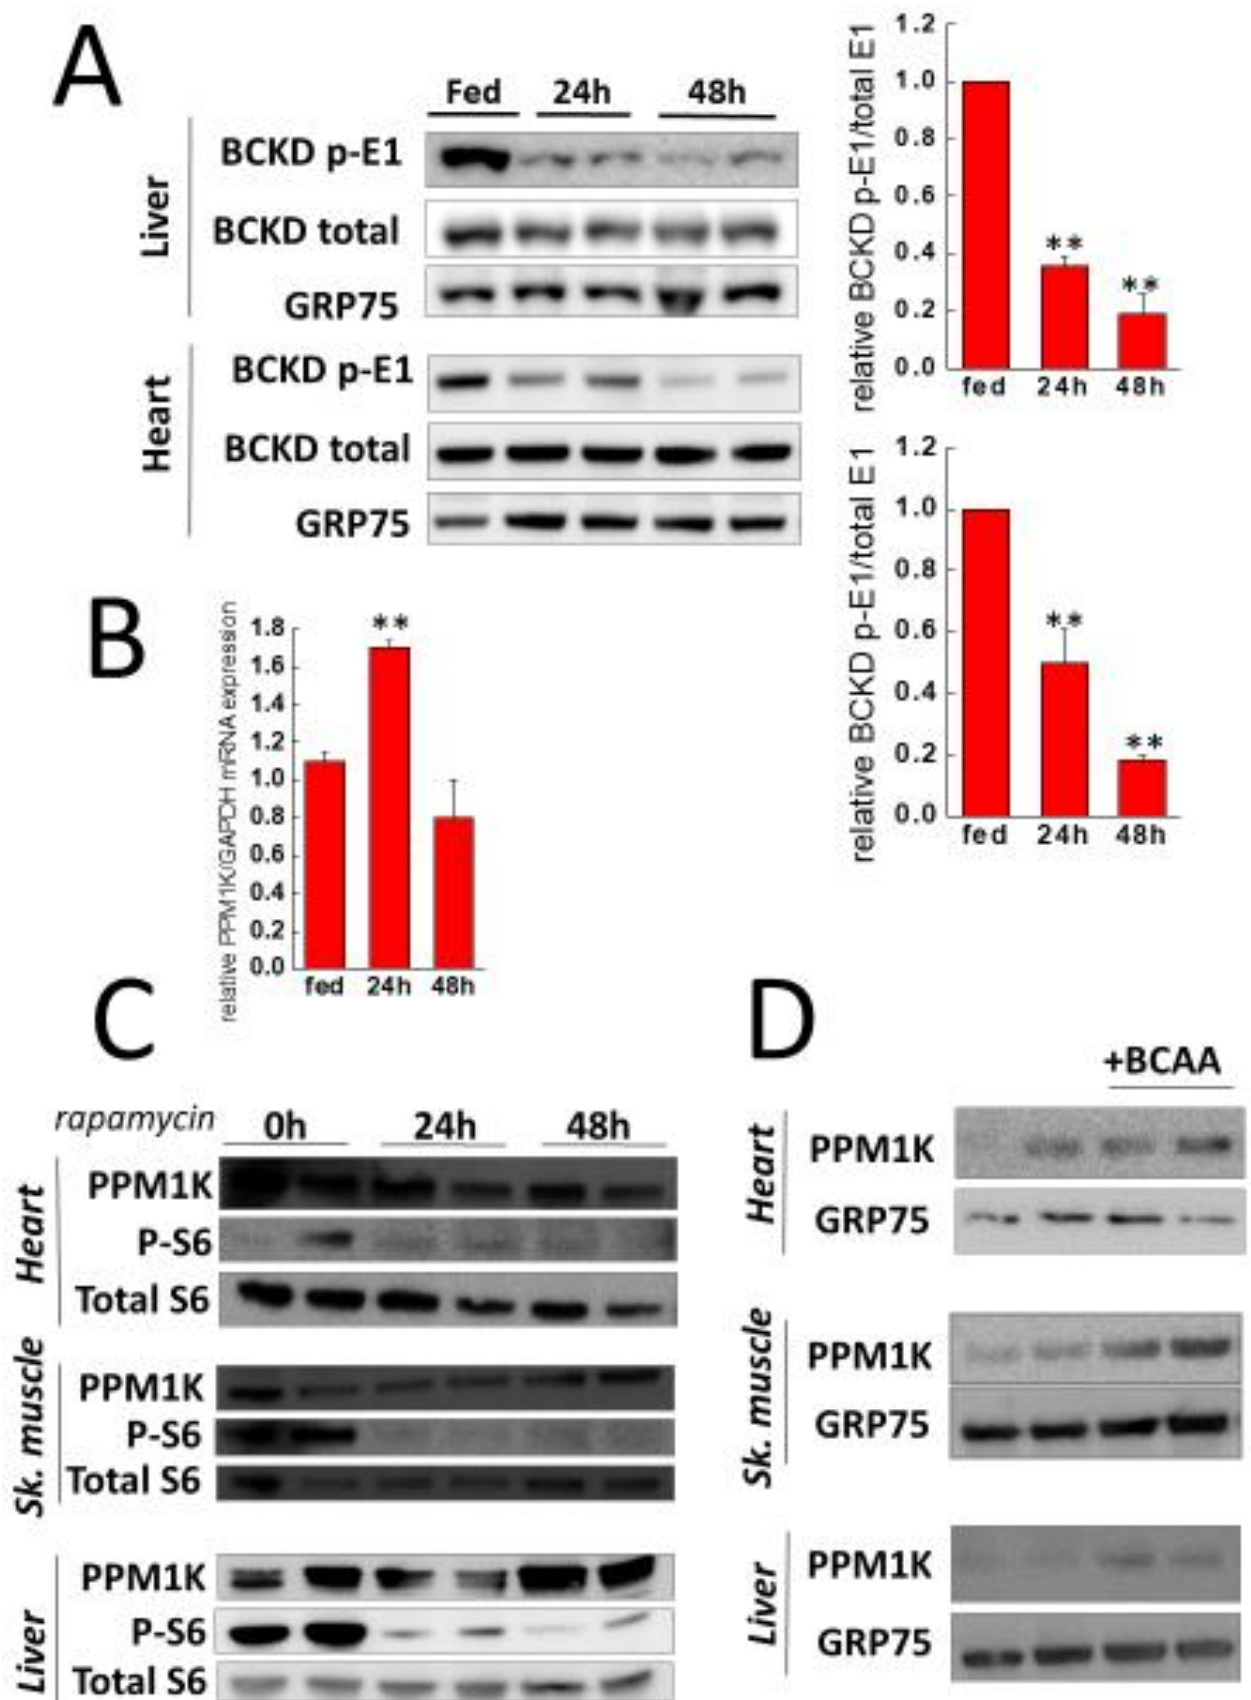 A
Fed 24h 48h
Liver
BCKD p-E1
BCKD total
GRP75
Heart
BCKD p-E1
BCKD total
GRP75
relative BCKD p-E1/total E1
1.2
1.0
0.8
0.6
0.4
0.2
0.0
** **
fed 24h 48h
relative BCKD p-E1/total E1
1.2
1.0
0.8
0.6
0.4
0.2
0.0
** **
fed 24h 48h
B
relative PPM1K/GAPDH mRNA expression
1.8
1.6
1.4
1.2
1.0
0.8
0.6
0.4
0.2
0.0
**
fed 24h 48h
C
rapamycin 0h 24h 48h
Heart
PPM1K
P-S6
Total S6
Sk. muscle
PPM1K
P-S6
Total S6
Liver
PPM1K
P-S6
Total S6
D
+BCAA
Heart
PPM1K
GRP75
Sk. muscle
PPM1K
GRP75
Liver
PPM1K
GRP75